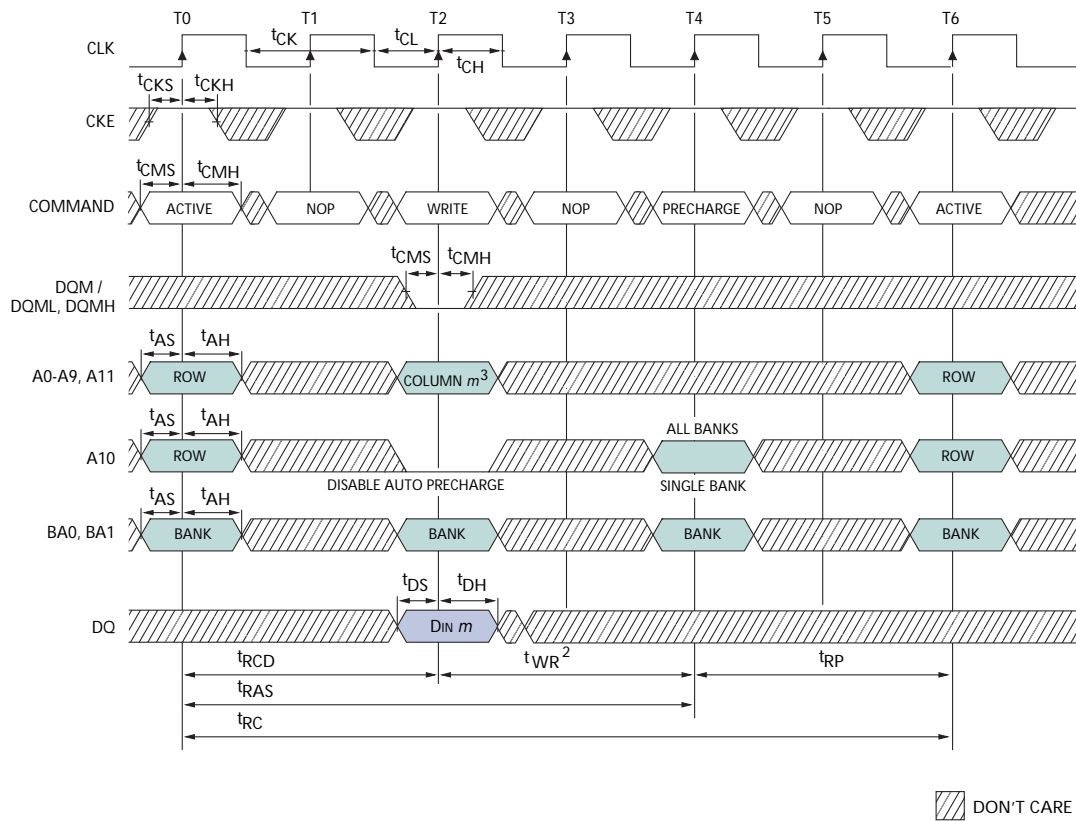 T0 T1 T2 T3 T4 T5 T6
CLK
tCK tCL
tCH
tCKS tCKH
CKE
tCMS tCMH
COMMAND ACTIVE NOP WRITE NOP PRECHARGE NOP ACTIVE
tCMS tCMH
DQM /
DQML, DQMH
tAS tAH
A0-A9, A11 ROW COLUMN m3 ROW
tAS tAH
ALL BANKS
A10 ROW ROW
DISABLE AUTO PRECHARGE SINGLE BANK
tAS tAH
BA0, BA1 BANK BANK BANK BANK
tDS tDH
DQ DIN m
tRCD tWR2 tRP
tRAS
tRC
DON'T CARE